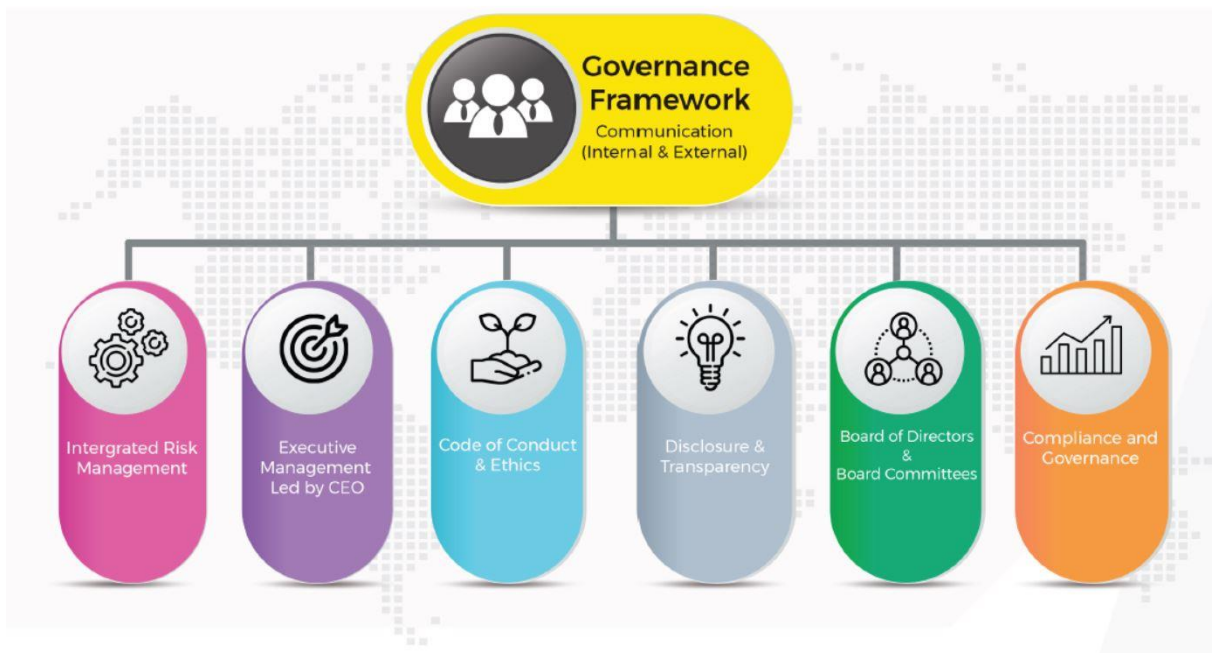 Governance
Framework
Communication
(Internal & External)
Intergrated Risk
Management
Executive
Management
Led by CEO
Code of Conduct
& Ethics
Disclosure &
Transparency
Board of Directors
&
Board Committees
Compliance and
Governance